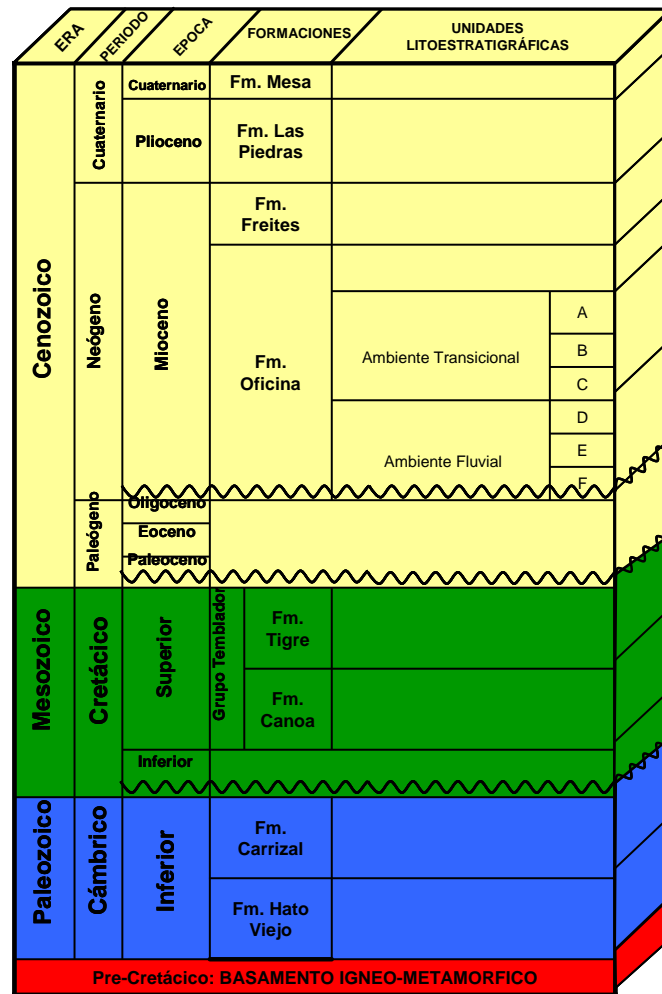 ERA
PERIODO
EPOCA
FORMACIONES
UNIDADES
LITOESTRATIGRÁFICAS
Cenozoico
Cuaternario
Cuaternario
Fm. Mesa
Plioceno
Fm. Las
Piedras
Neógeno
Mioceno
Fm.
Freites
Fm.
Oficina
Ambiente Transicional
A
B
C
Ambiente Fluvial
D
E
F
Paleógeno
Oligoceno
Eoceno
Paleoceno
Mesozoico
Cretácico
Superior
Grupo Temblador
Fm.
Tigre
Fm.
Canoa
Inferior
Paleozoico
Cámbrico
Inferior
Fm.
Carrizal
Fm. Hato
Viejo
Pre-Cretácico: BASAMENTO IGNEO-METAMORFICO